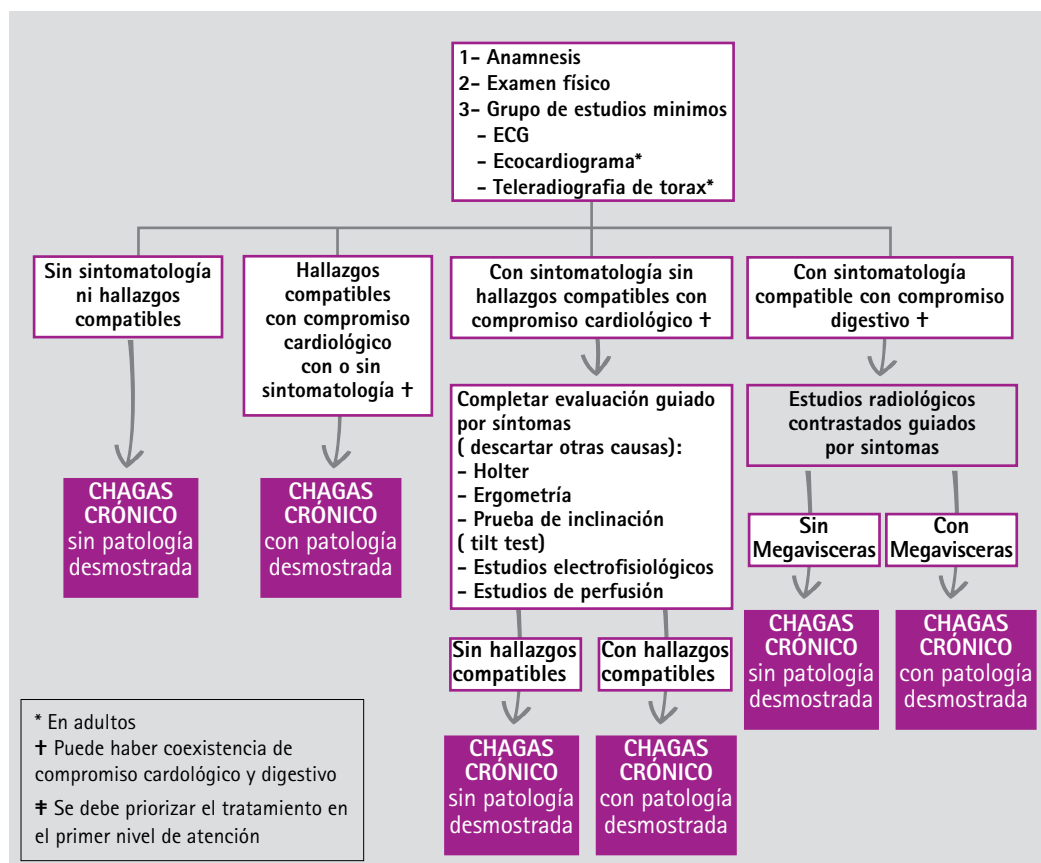 1- Anamnesis
2- Examen físico
3- Grupo de estudios minimos
- ECG
- Ecocardiograma*
- Teleradiografia de torax*
Sin sintomatología
ni hallazgos
compatibles
Hallazgos
compatibles
con compromiso
cardiológico
con o sin
sintomatología †
Con sintomatología sin
hallazgos compatibles con
compromiso cardiológico †
Con sintomatología
compatible con compromiso
digestivo †
CHAGAS
CRÓNICO
sin patología
desmostrada
CHAGAS
CRÓNICO
con patología
desmostrada
Completar evaluación guiado
por síntomas
( descartar otras causas):
- Holter
- Ergometría
- Prueba de inclinación
( tilt test)
- Estudios electrofisiológicos
- Estudios de perfusión
Sin hallazgos
compatibles
Con hallazgos
compatibles
CHAGAS
CRÓNICO
sin patología
desmostrada
CHAGAS
CRÓNICO
con patología
desmostrada
Estudios radiológicos
contrastados guiados
por sintomas
Sin
Megavisceras
Con
Megavisceras
CHAGAS
CRÓNICO
sin patología
desmostrada
CHAGAS
CRÓNICO
con patología
desmostrada
* En adultos
† Puede haber coexistencia de
compromiso cardológico y digestivo
‡ Se debe priorizar el tratamiento en
el primer nivel de atención